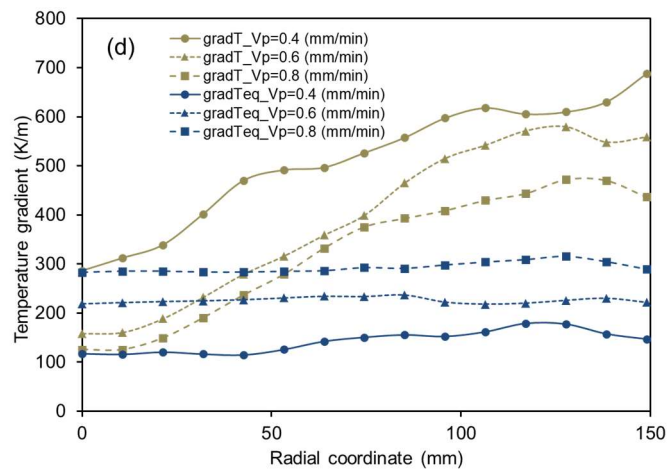 (d)
gradT_Vp=0.4 (mm/min)
gradT_Vp=0.6 (mm/min)
gradT_Vp=0.8 (mm/min)
gradTeq_Vp=0.4 (mm/min)
gradTeq_Vp=0.6 (mm/min)
gradTeq_Vp=0.8 (mm/min)
Temperature gradient (K/m)
800
700
600
500
400
300
200
100
0
0 50 100 150
Radial coordinate (mm)